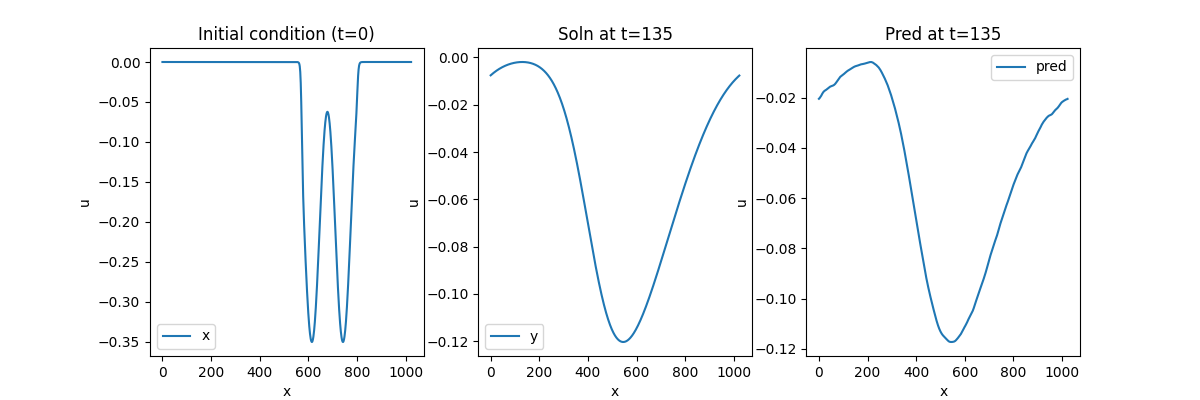 Initial condition (t=0)
0.00
−0.05
−0.10
−0.15
−0.20
−0.25
−0.30
−0.35
u
x
0 200 400 600 800 1000
x
Soln at t=135
0.00
−0.02
−0.04
−0.06
−0.08
−0.10
−0.12
u
y
0 200 400 600 800 1000
x
Pred at t=135
pred
−0.02
−0.04
−0.06
−0.08
−0.10
−0.12
u
0 200 400 600 800 1000
x